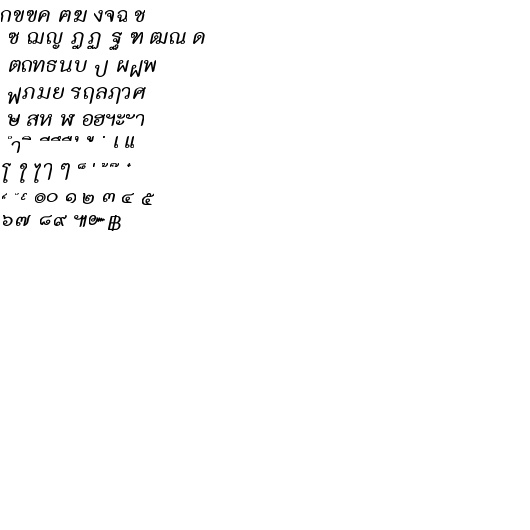 กขฃค ฅฆ งจฉ ช
ซ ฌญ ฎฏ ฐ ฑ ฒณ ด
ตถทธนบ ป ผฝพ
ฟภมย รฤลฦวศ
ษ สห ฬ อฮฯะ ั า
ำ ิ ี ึ ื ุ ู ฺ เแ
โ ใ ไๅ ๆ ็ ่ ้ ๊ ๋
์ ํ ๎ ๏๐ ๑ ๒ ๓ ๔ ๕
๖๗ ๘๙ ๚๛฿